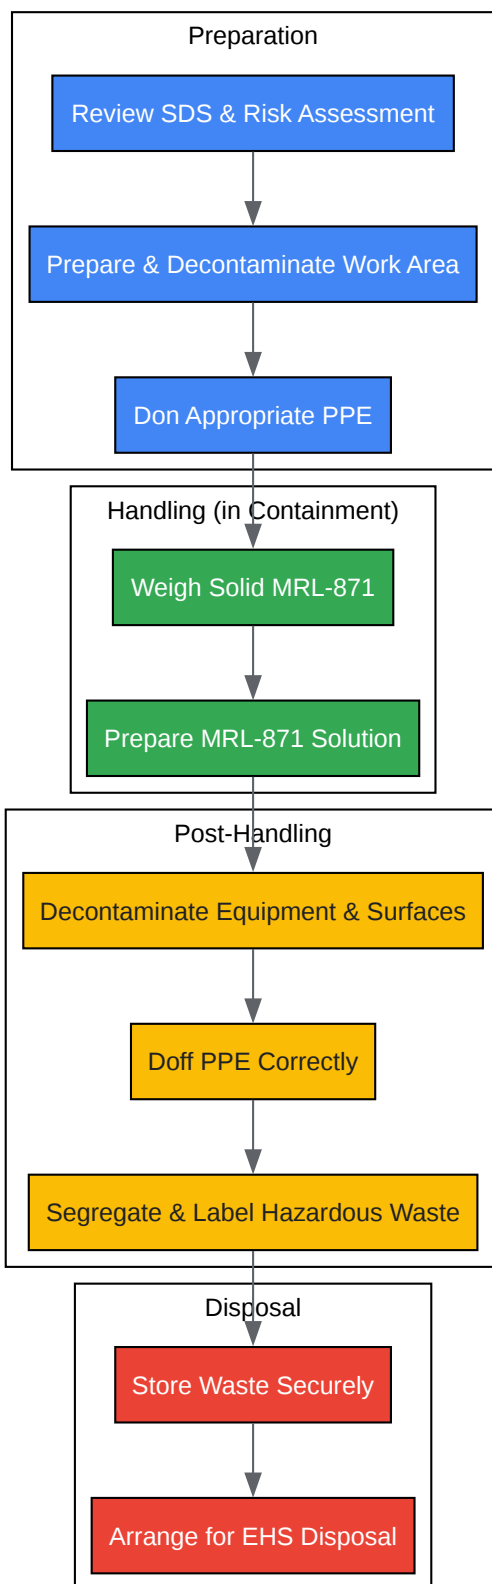 Preparation
Review SDS & Risk Assessment
Prepare & Decontaminate Work Area
Don Appropriate PPE
Handling (in Containment)
Weigh Solid MRL-871
Prepare MRL-871 Solution
Post-Handling
Decontaminate Equipment & Surfaces
Doff PPE Correctly
Segregate & Label Hazardous Waste
Disposal
Store Waste Securely
Arrange for EHS Disposal